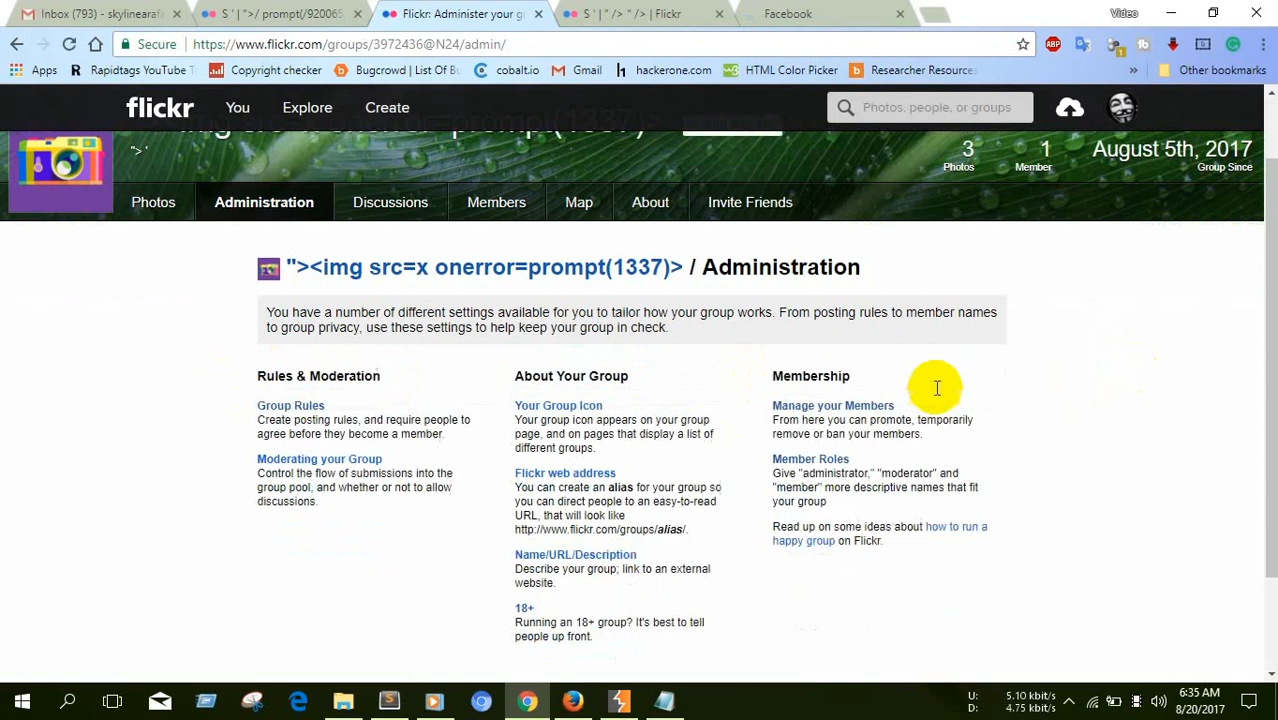 Inbox (793) - skylinearafa
S ' | ">/ prompt(/920065
Flickr: Administer your g
S ' | " /> " /> | Flickr
Facebook
Video
Secure | https://www.flickr.com/groups/3972436@N24/admin/
Apps Rapidtags YouTube T Copyright checker Bugcrowd | List Of Bu cobalt.io Gmail hackerone.com HTML Color Picker Researcher Resource » Other bookmarks
flickr You Explore Create Photos, people, or groups
prompt(1337)
"> '
3 Photos
1 Member
August 5th, 2017
Group Since
Photos Administration Discussions Members Map About Invite Friends
"><img src=x onerror=prompt(1337)> / Administration
You have a number of different settings available for you to tailor how your group works. From posting rules to member names
to group privacy, use these settings to help keep your group in check.
Rules & Moderation
Group Rules
Create posting rules, and require people to
agree before they become a member.
Moderating your Group
Control the flow of submissions into the
group pool, and whether or not to allow
discussions.
About Your Group
Your Group Icon
Your group icon appears on your group
page, and on pages that display a list of
different groups.
Flickr web address
You can create an alias for your group so
you can direct people to an easy-to-read
URL, that will look like
http://www.flickr.com/groups/alias/.
Name/URL/Description
Describe your group; link to an external
website.
18+
Running an 18+ group? It's best to tell
people up front.
Membership
Manage your Members
From here you can promote, temporarily
remove or ban your members.
Member Roles
Give "administrator," "moderator" and
"member" more descriptive names that fit
your group
Read up on some ideas about how to run a
happy group on Flickr.
U: 5.10 kbit/s
D: 4.75 kbit/s
6:35 AM
8/20/2017